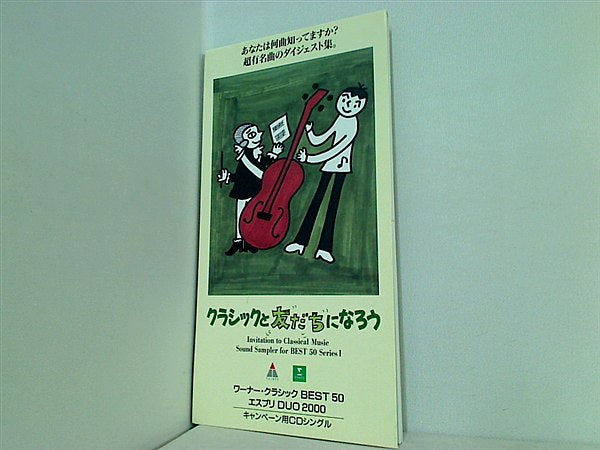 あなたは何曲知ってますか?
超有名曲のダイジェスト集。
クラシックと友だちになろう
Invitation to Classical Music
Sound Sampler for BEST 50 Series 1
TELDEC
ワーナー・クラシック BEST 50
エスプリ DUO 2000
キャンペーン用CDシングル